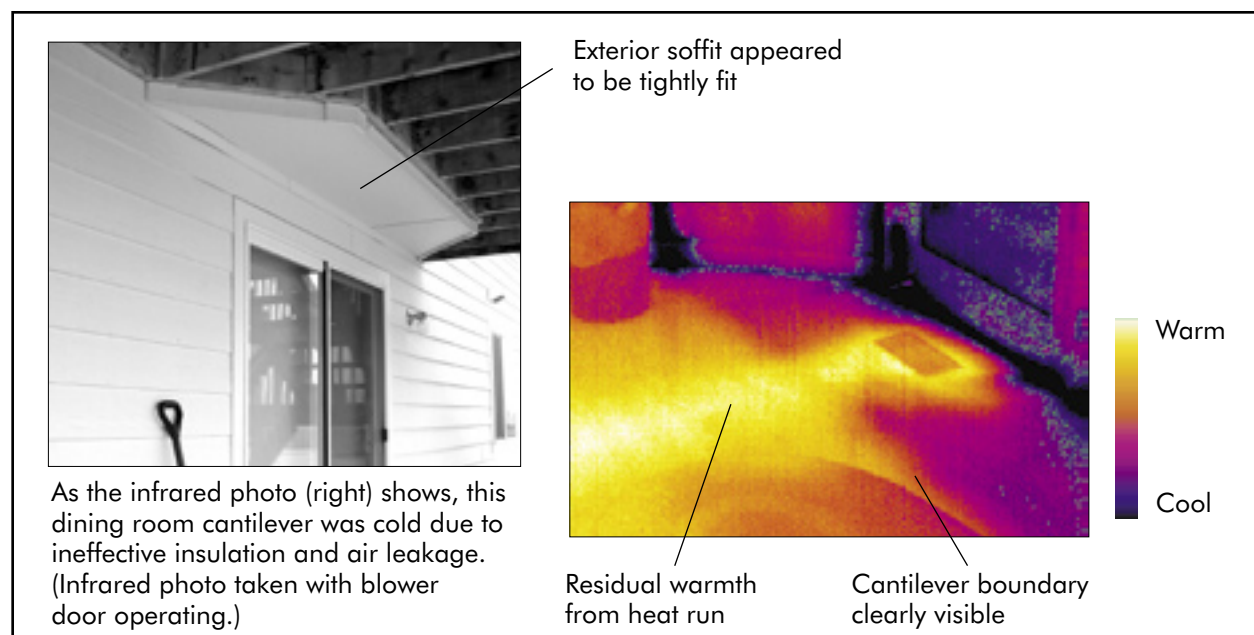 Exterior soffit appeared
to be tightly fit
Warm
Cool
As the infrared photo (right) shows, this
dining room cantilever was cold due to
ineffective insulation and air leakage.
(Infrared photo taken with blower
door operating.)
Residual warmth
from heat run
Cantilever boundary
clearly visible